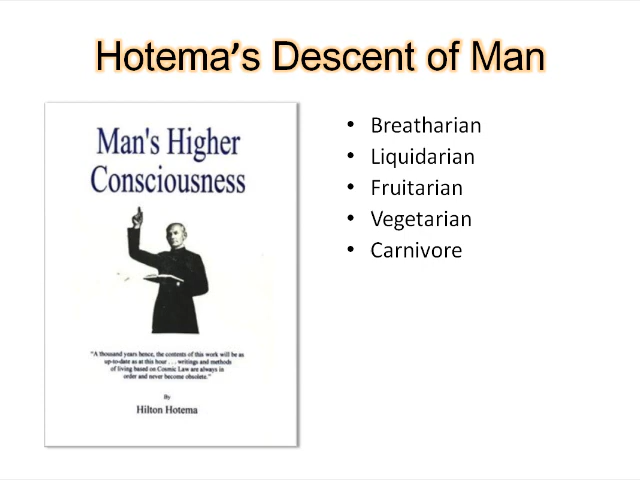 Hotema's Descent of Man
Man's Higher
Consciousness
"A thousand years hence, the contents of this work will be as
up-to-date as at this hour . . . writings and methods
of living based on Cosmic Law are always in
order and never become obsolete."
By
Hilton Hotema
• Breatharian
• Liquidarian
• Fruitarian
• Vegetarian
• Carnivore